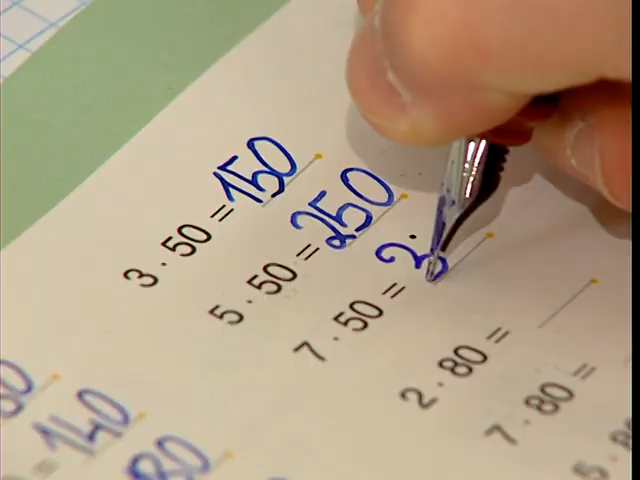 3 · 50 = 150
5 · 50 = 250
7 · 50 = 3
2 · 80 =
7 · 80 =
140
80